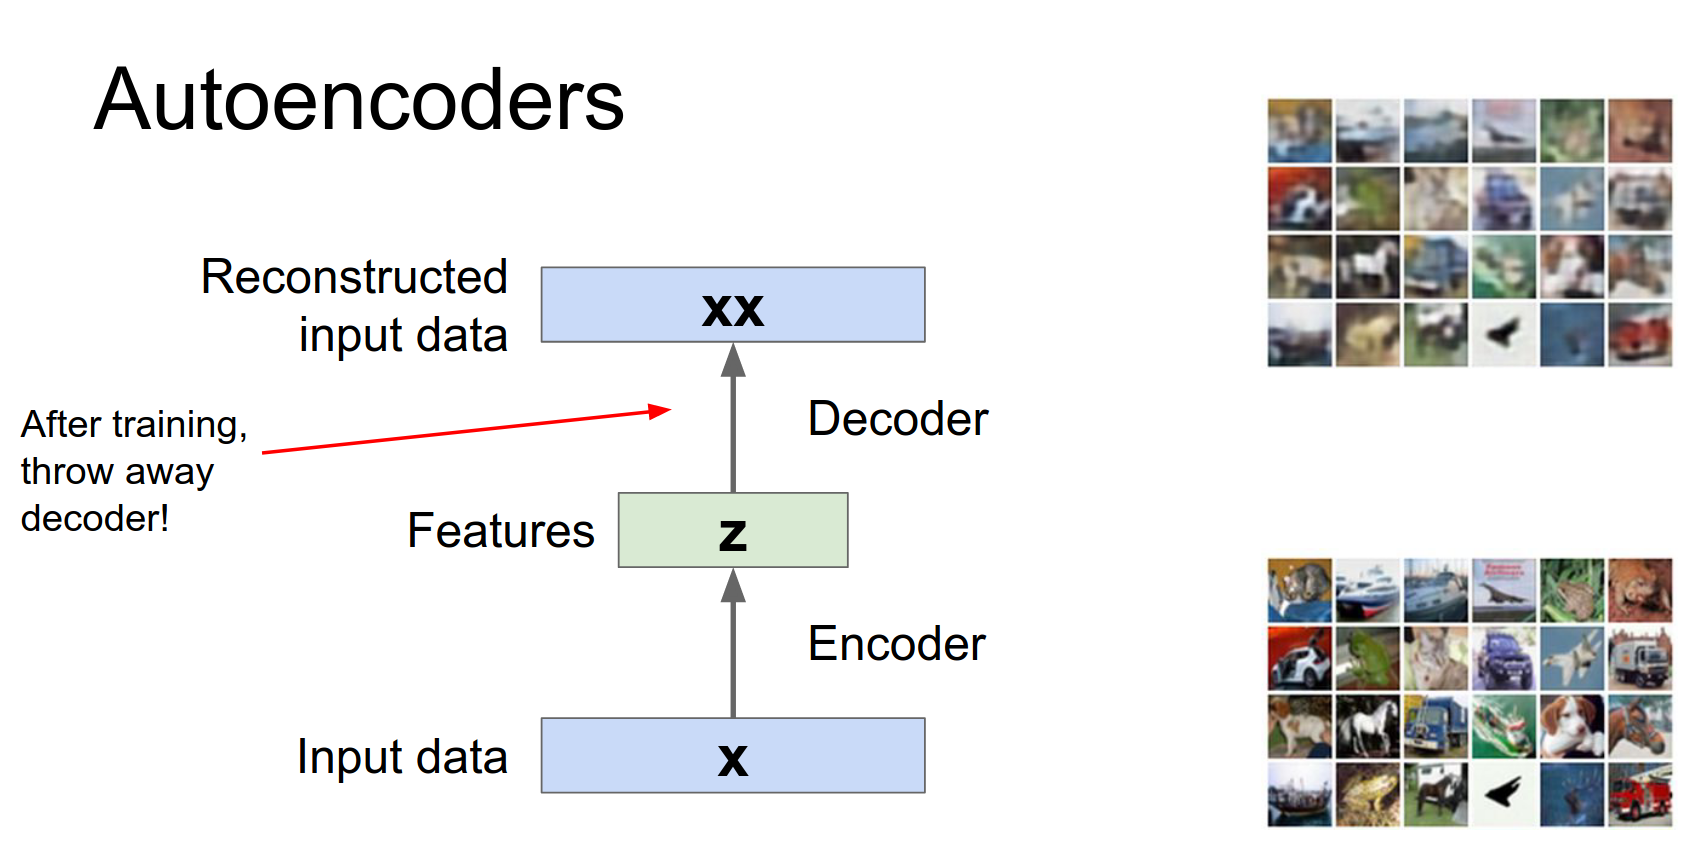 Autoencoders
Reconstructed
input data
xx
After training,
throw away
decoder!
Decoder
Features
z
Encoder
Input data
x